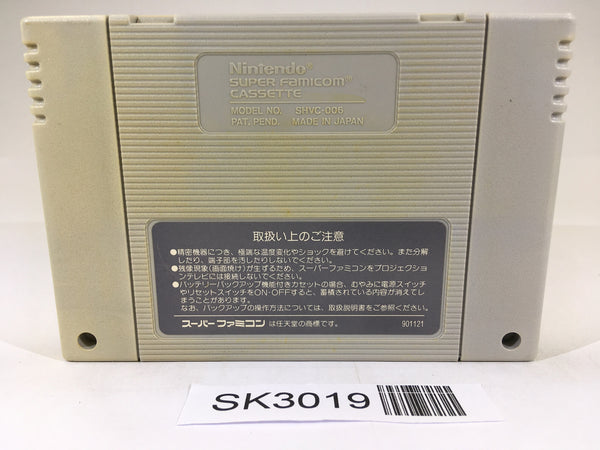 Nintendo®
SUPER FAMICOM™
CASSETTE
MODEL NO. SHVC-006
PAT. PEND. MADE IN JAPAN
取扱い上のご注意
●精密機器につき、極端な温度変化やショックを避けてください。また分解
したり、端子部を汚したりしないでください。
●残像現象(画面焼け)が生ずるため、スーパーファミコンをプロジェクショ
ンテレビには接続しないでください。
●バッテリーバックアップ機能付きカセットの場合、むやみに電源スイッチ
やリセットスイッチをON・OFFすると、蓄積されている内容が消えてし
まうことがあります。
なお、バックアップの操作方法については、取扱説明書をご参照ください。
スーパーファミコン は任天堂の商標です。 901121
SK3019